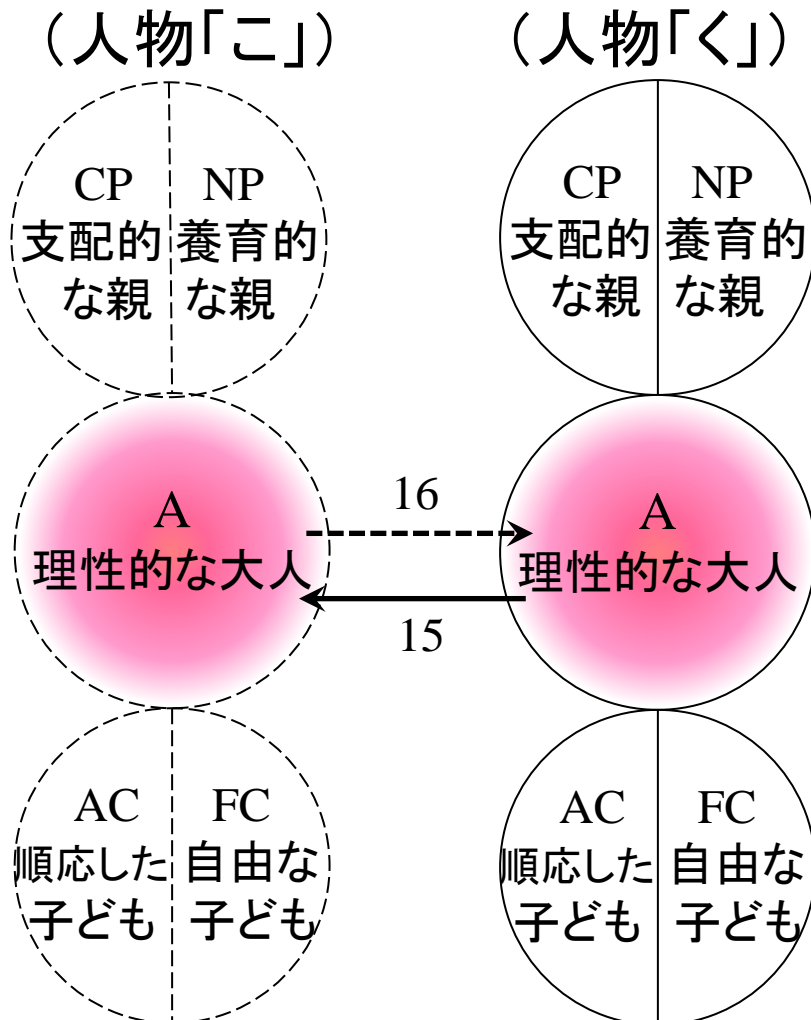 （人物「こ」） （人物「く」）
CP NP CP NP
支配的 養育的 支配的 養育的
な親 な親 な親 な親
16
A A
理性的な大人 理性的な大人
15
AC FC AC FC
順応した 自由な 順応した 自由な
子ども 子ども 子ども 子ども